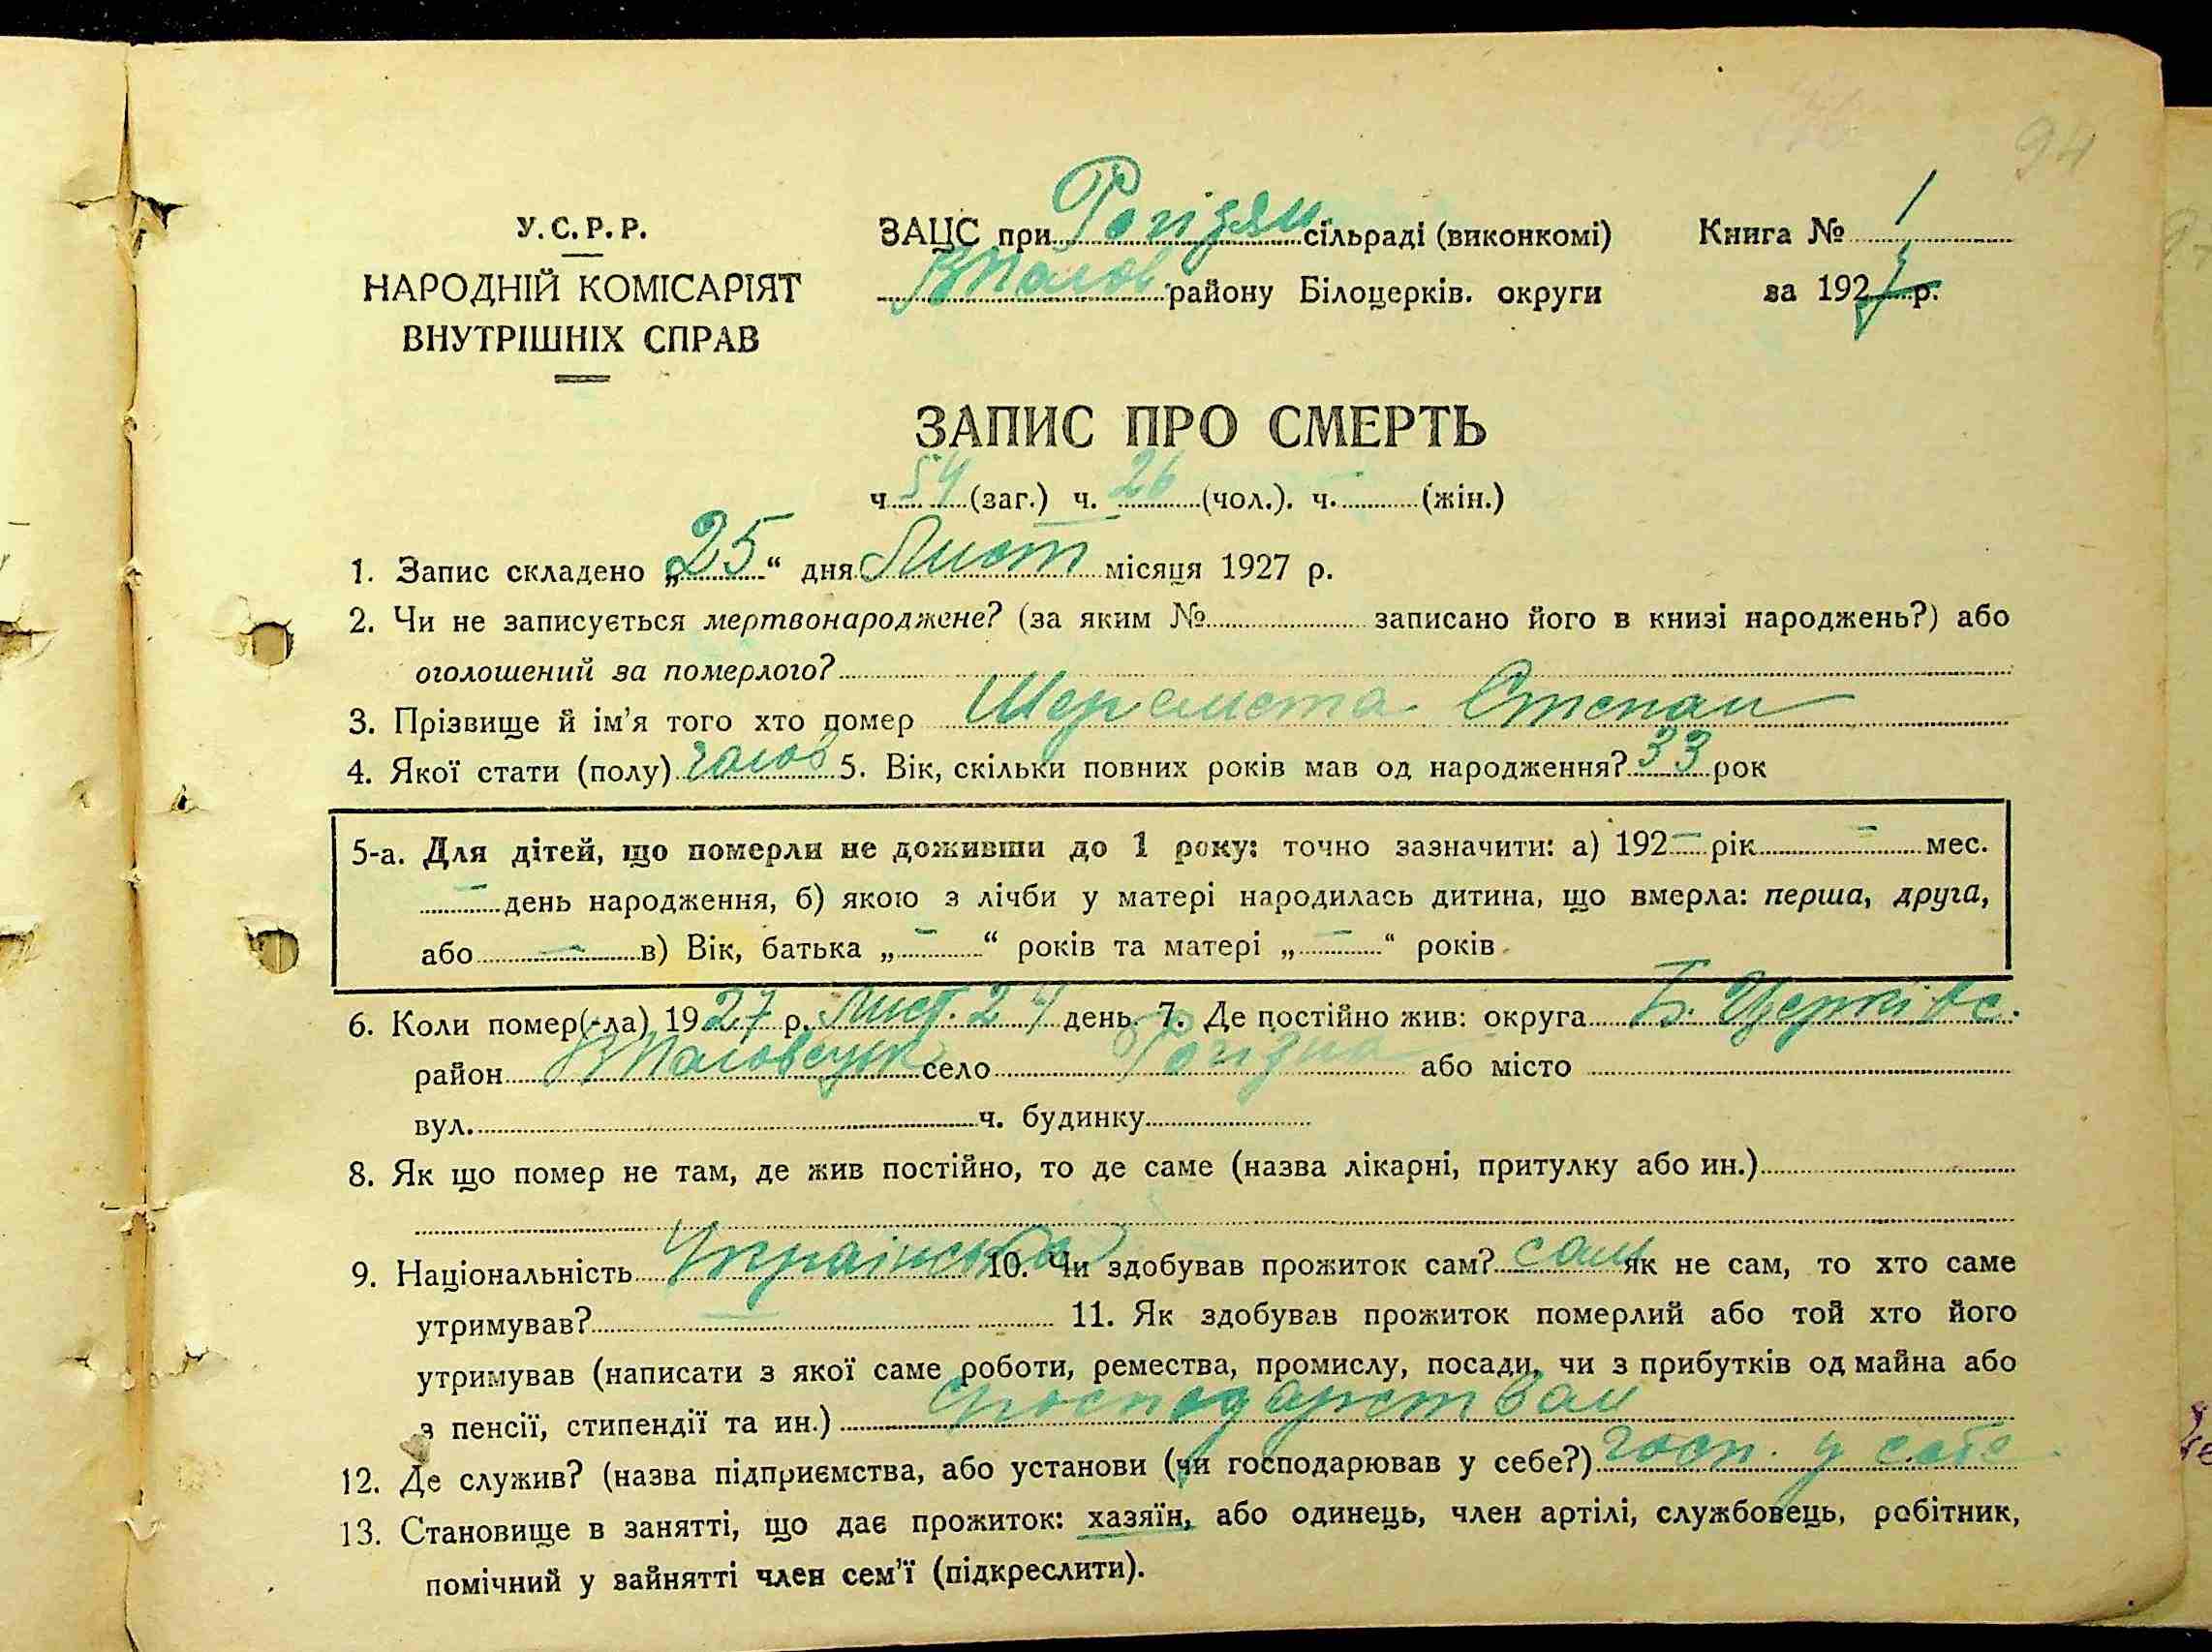 94
У.С.Р.Р.
НАРОДНІЙ КОМІСАРІЯТ
ВНУТРІШНІХ СПРАВ
ЗАЦС при Рогізян сільраді (виконкомі)
ВПолов району Білоцерків. округи
Книга № 1
за 1927 р.
ЗАПИС ПРО СМЕРТЬ
ч. 54 (заг.) ч. 26 (чол.). ч. - (жін.)
1. Запис складено „25“ дня Лист місяця 1927 р.
2. Чи не записується мертвонароджене? (за яким № записано його в книзі народжень?) або
оголошений за померлого?
3. Прізвище й ім’я того хто помер Шеремета Степан
4. Якої стати (полу) чолов 5. Вік, скільки повних років мав од народження? 33 рок
5-а. Для дітей, що померли не доживши до 1 року: точно зазначити: а) 192 – рік – мес.
– день народження, б) якою з лічби у матері народилась дитина, що вмерла: перша, друга,
або – в) Вік, батька „–“ років та матері „–“ років
6. Коли помер(-ла) 1927 р. Лист. 24 день. 7. Де постійно жив: округа Б. Церківс.
район село або місто
вул. ч. будинку
8. Як що помер не там, де жив постійно, то де саме (назва лікарні, притулку або ин.)
9. Національність Українська 10. Чи здобував прожиток сам? сам як не сам, то хто саме
утримував? – 11. Як здобував прожиток померлий або той хто його
утримував (написати з якої саме роботи, ремества, промислу, посади, чи з прибутків од майна або
з пенсії, стипендії та ин.) господарством
12. Де служив? (назва підприємства, або установи (чи господарював у себе?) госп. у себе
13. Становище в занятті, що дає прожиток: хазяїн, або одинець, член артілі, службовець, робітник,
помічний у зайнятті член сем’ї (підкреслити).